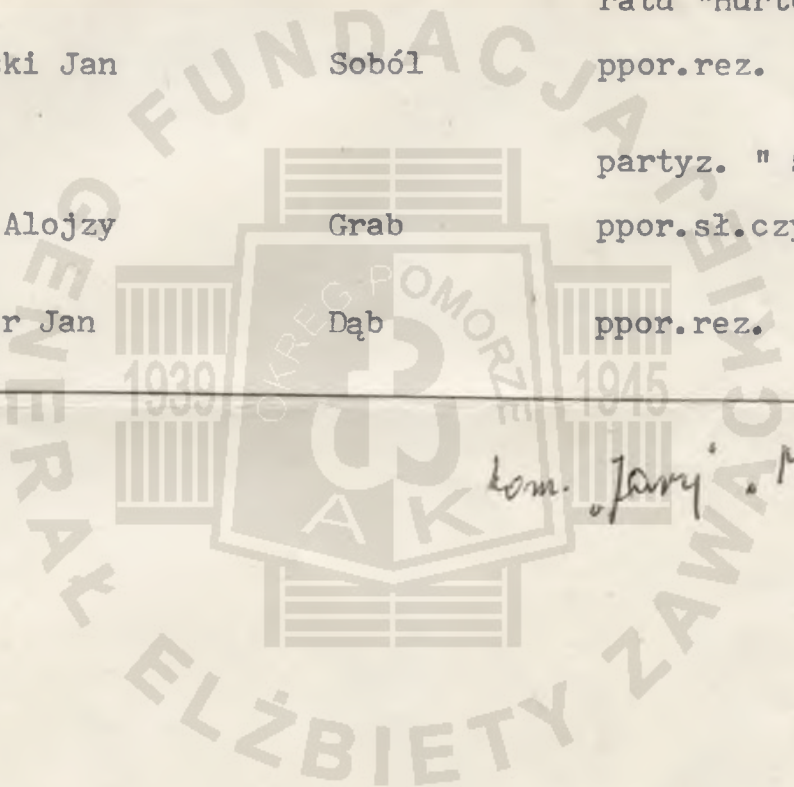 ratu "Hurt
ki Jan Soból ppor.rez.
partyz. "
Alojzy Grab ppor.sł.czy
r Jan Dąb ppor.rez.
kom. "Jary".
FUNDACJA GENERAŁ ELŻBIETY ZAWACKIEJ
OKRĘG POMORZE
1939 1945
AK